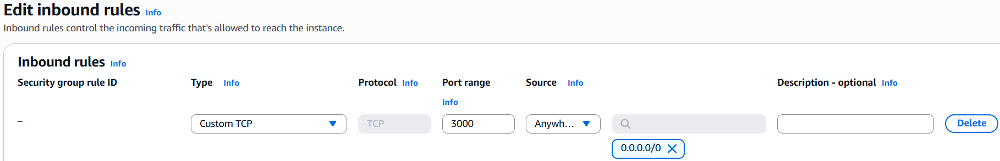 Edit inbound rules Info
Inbound rules control the incoming traffic that's allowed to reach the instance.
Inbound rules Info
Security group rule ID
Type Info
Protocol Info
Port range
Info
Source Info
Description - optional Info
–
Custom TCP
TCP
3000
Anywh...
0.0.0.0/0
Delete